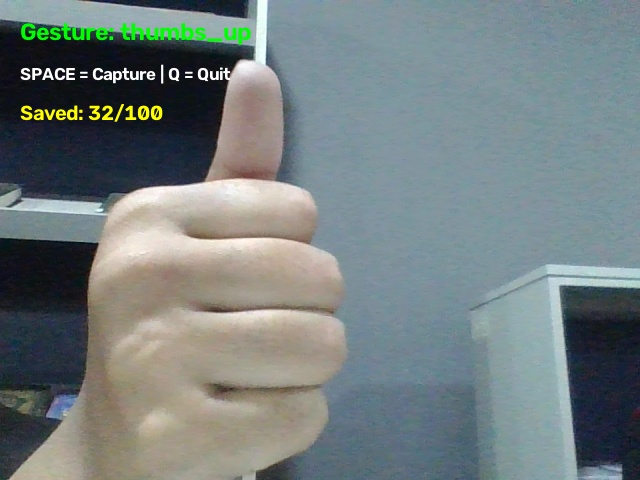 Gesture: thumbs_up
SPACE = Capture | Q = Quit
Saved: 32/100